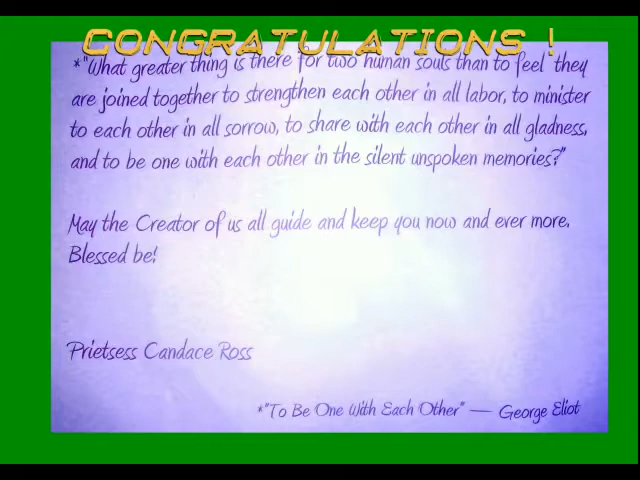 CONGRATULATIONS !
*"What greater thing is there for two human souls than to feel they
are joined together to strengthen each other in all labor, to minister
to each other in all sorrow, to share with each other in all gladness,
and to be one with each other in the silent unspoken memories?"
May the Creator of us all guide and keep you now and ever more.
Blessed be!
Prietsess Candace Ross
*"To Be One With Each Other" — George Eliot